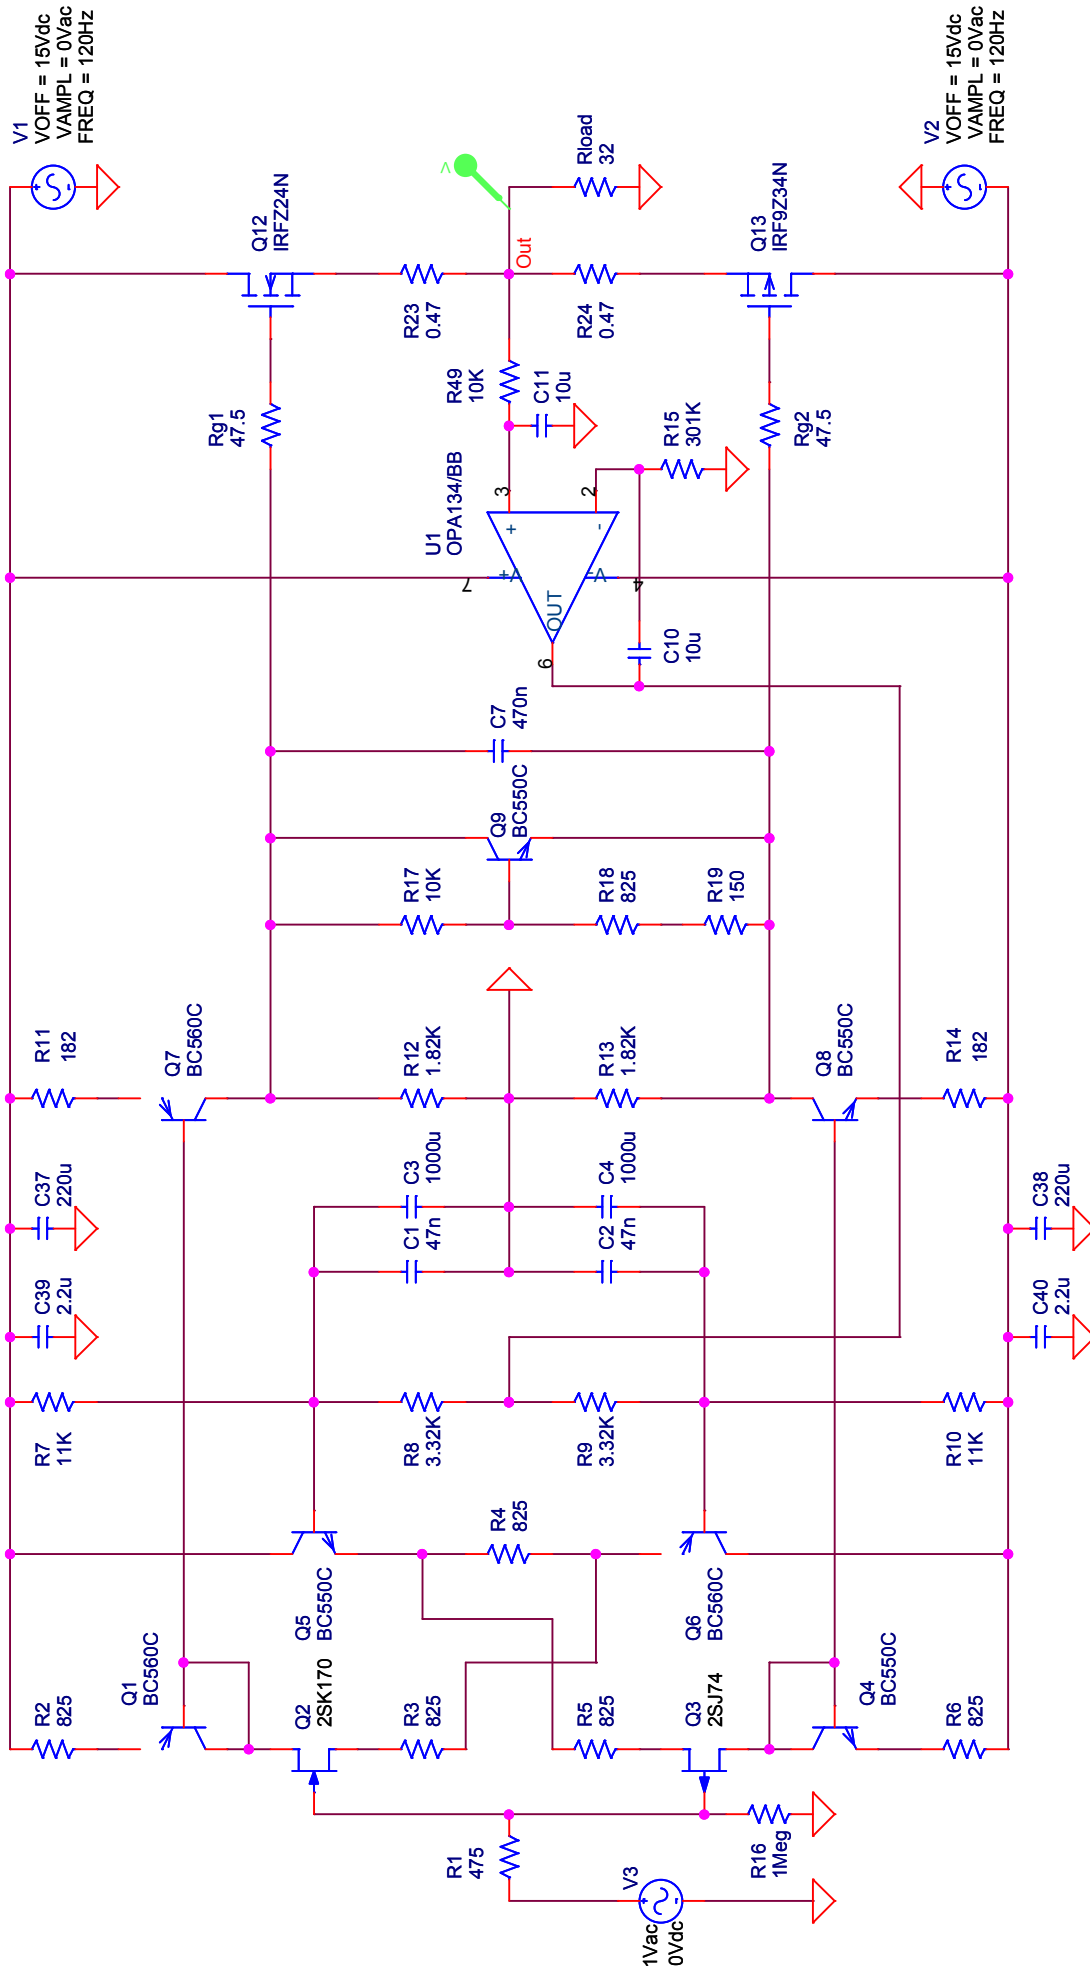 V1
VOFF = 15Vdc
VAMPL = 0Vac
FREQ = 120Hz
V2
VOFF = 15Vdc
VAMPL = 0Vac
FREQ = 120Hz
Q12
IRFZ24N
Rload
32
V
Out
Q13
IRF9Z34N
R23
0.47
R24
0.47
Rg1
47.5
R49
10K
C11
10u
R15
301K
Rg2
47.5
U1
OPA134/BB
3
2
+
-
7
V+
V-
4
OUT
6
C10
10u
C7
470n
Q9
BC550C
R17
10K
R18
825
R19
150
R11
182
Q7
BC560C
R12
1.82K
R13
1.82K
Q8
BC550C
R14
182
C37
220u
C3
1000u
C4
1000u
C38
220u
C1
47n
C2
47n
C39
2.2u
C40
2.2u
R7
11K
R8
3.32K
R9
3.32K
R10
11K
R4
825
Q5
BC550C
Q6
BC560C
R2
825
Q1
BC560C
Q2
2SK170
R3
825
R5
825
Q3
2SJ74
Q4
BC550C
R6
825
R1
475
R16
1Meg
V3
1Vac
0Vdc